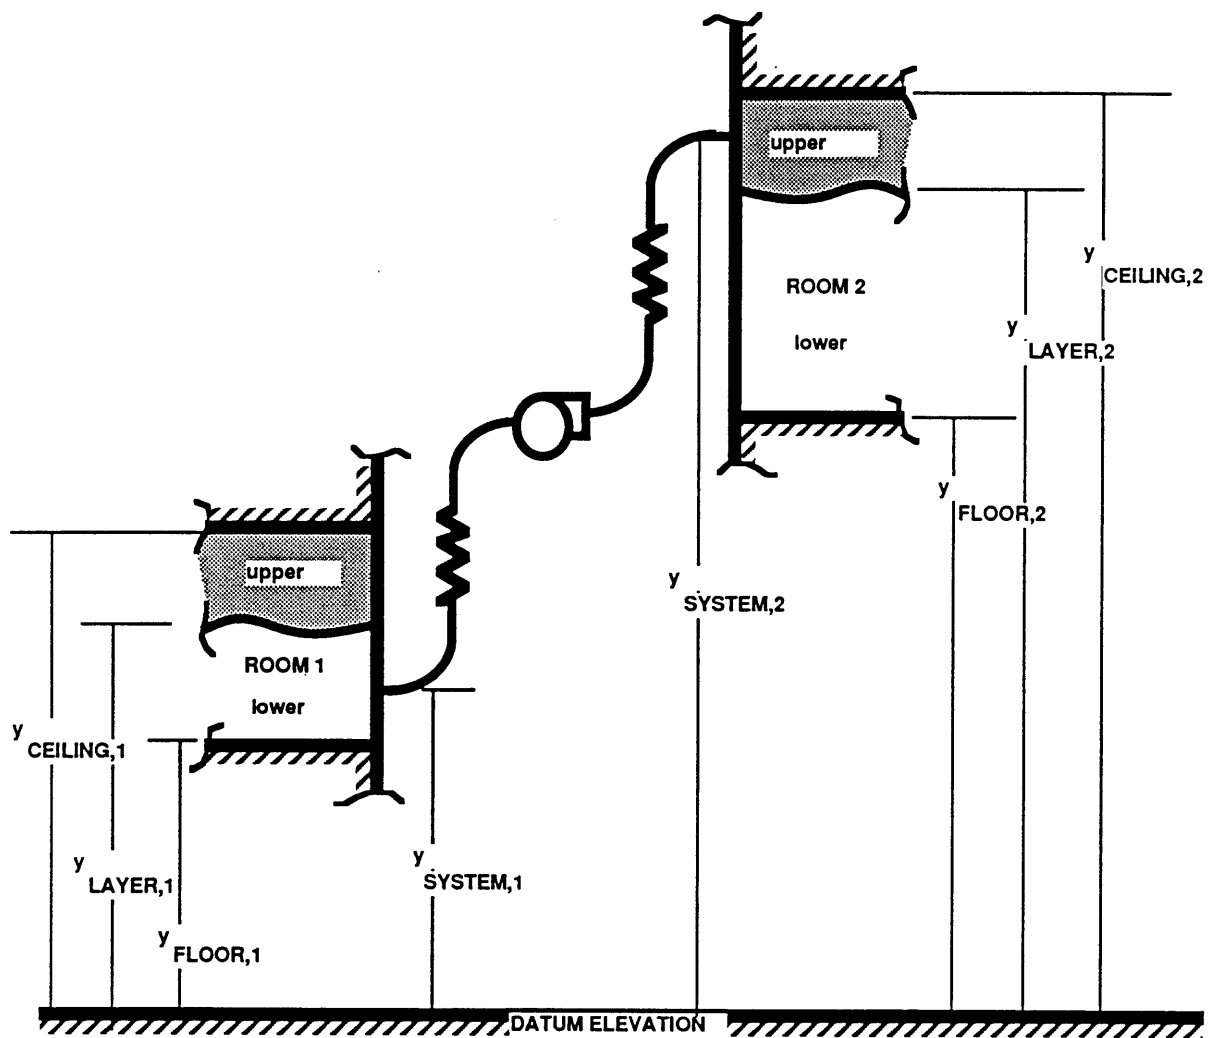 upper
y
CEILING,2
ROOM 2
y
LAYER,2
lower
y
FLOOR,2
upper
y
SYSTEM,2
ROOM 1
lower
y
CEILING,1
y
LAYER,1
y
SYSTEM,1
y
FLOOR,1
DATUM ELEVATION